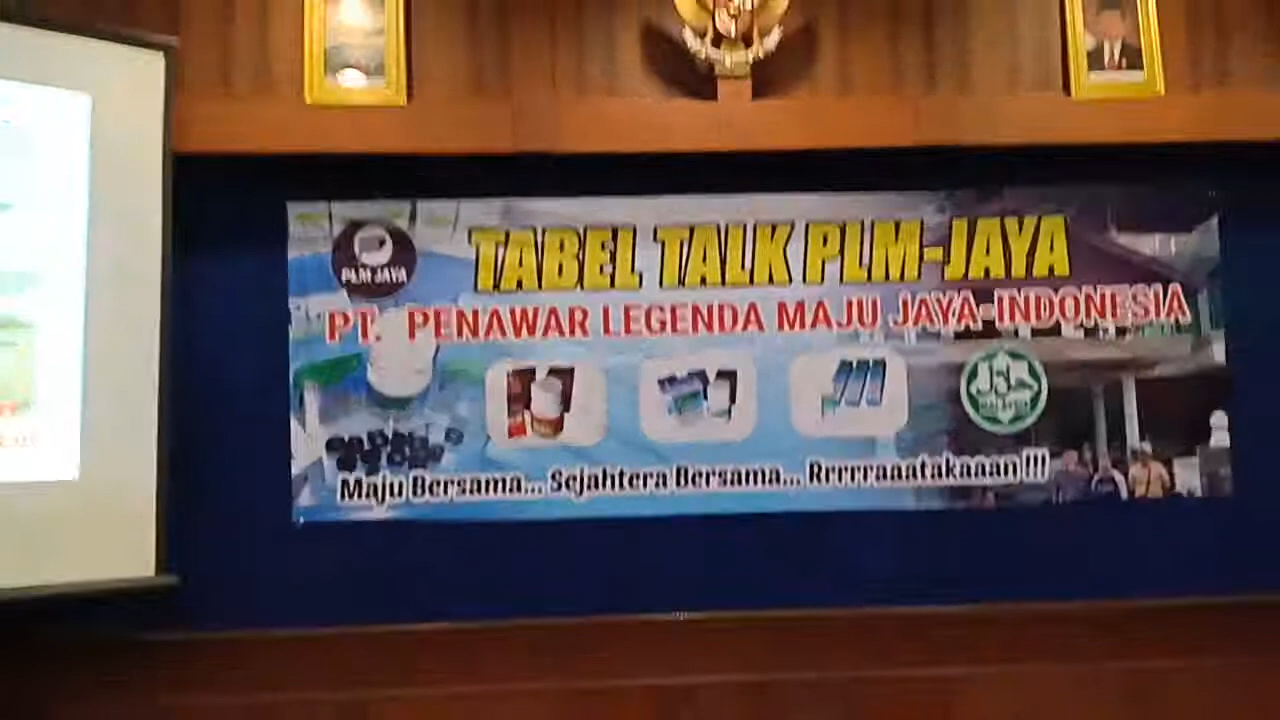 TABEL TALK PLM-JAYA
PLM JAYA
PT. PENAWAR LEGENDA MAJU JAYA-INDONESIA
Maju Bersama... Sejahtera Bersama... Rrrrraaatakaaan !!!